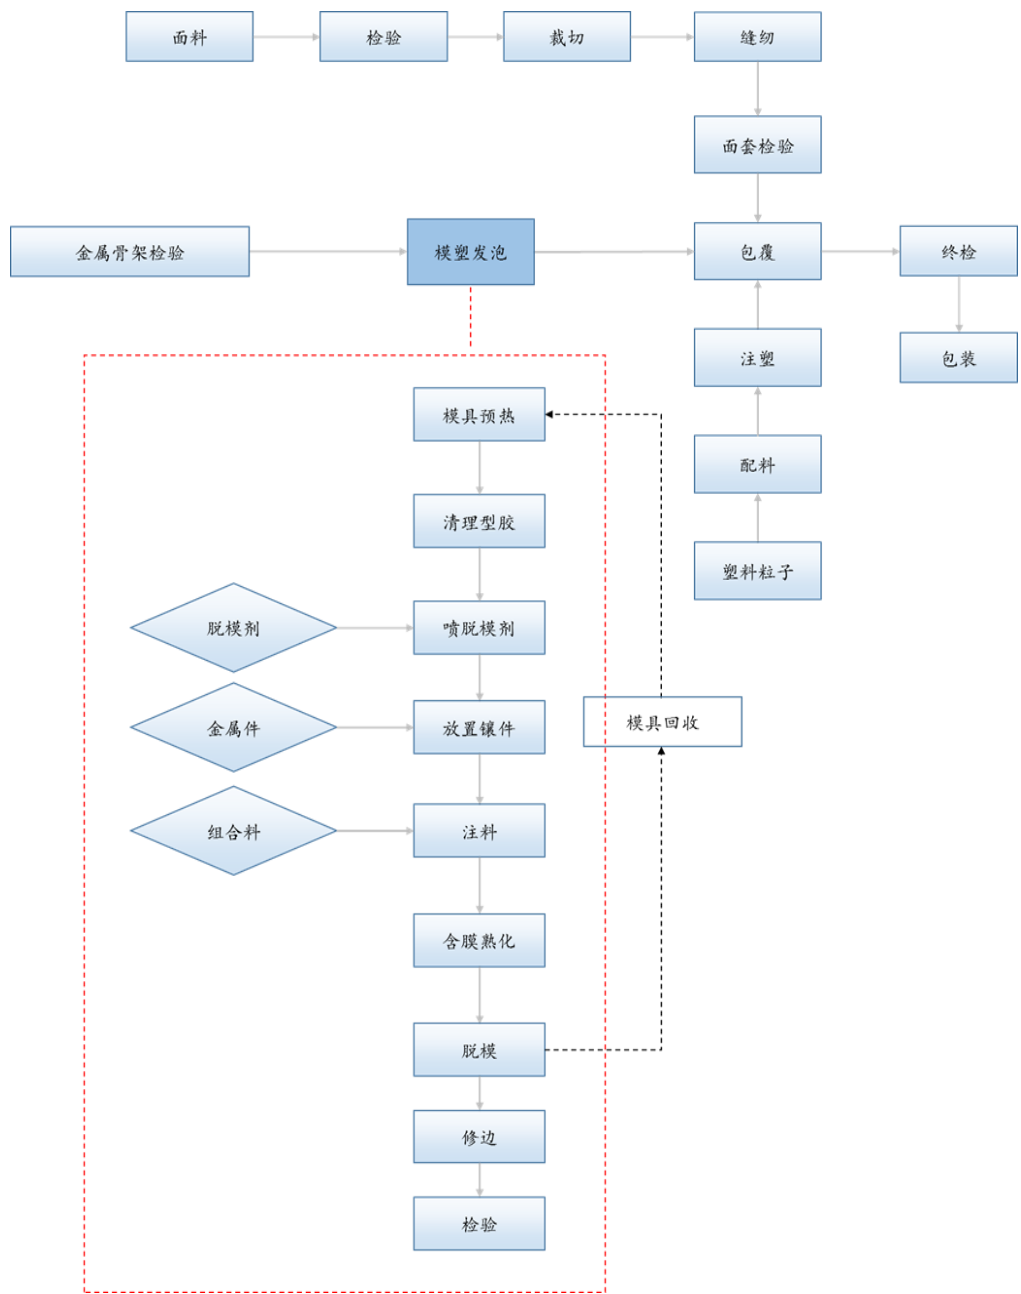 面料
检验
裁切
缝纫
面套检验
金属骨架检验
模塑发泡
包覆
终检
注塑
包装
模具预热
配料
清理型胶
塑料粒子
脱模剂
喷脱模剂
金属件
放置镶件
模具回收
组合料
注料
含膜熟化
脱模
修边
检验